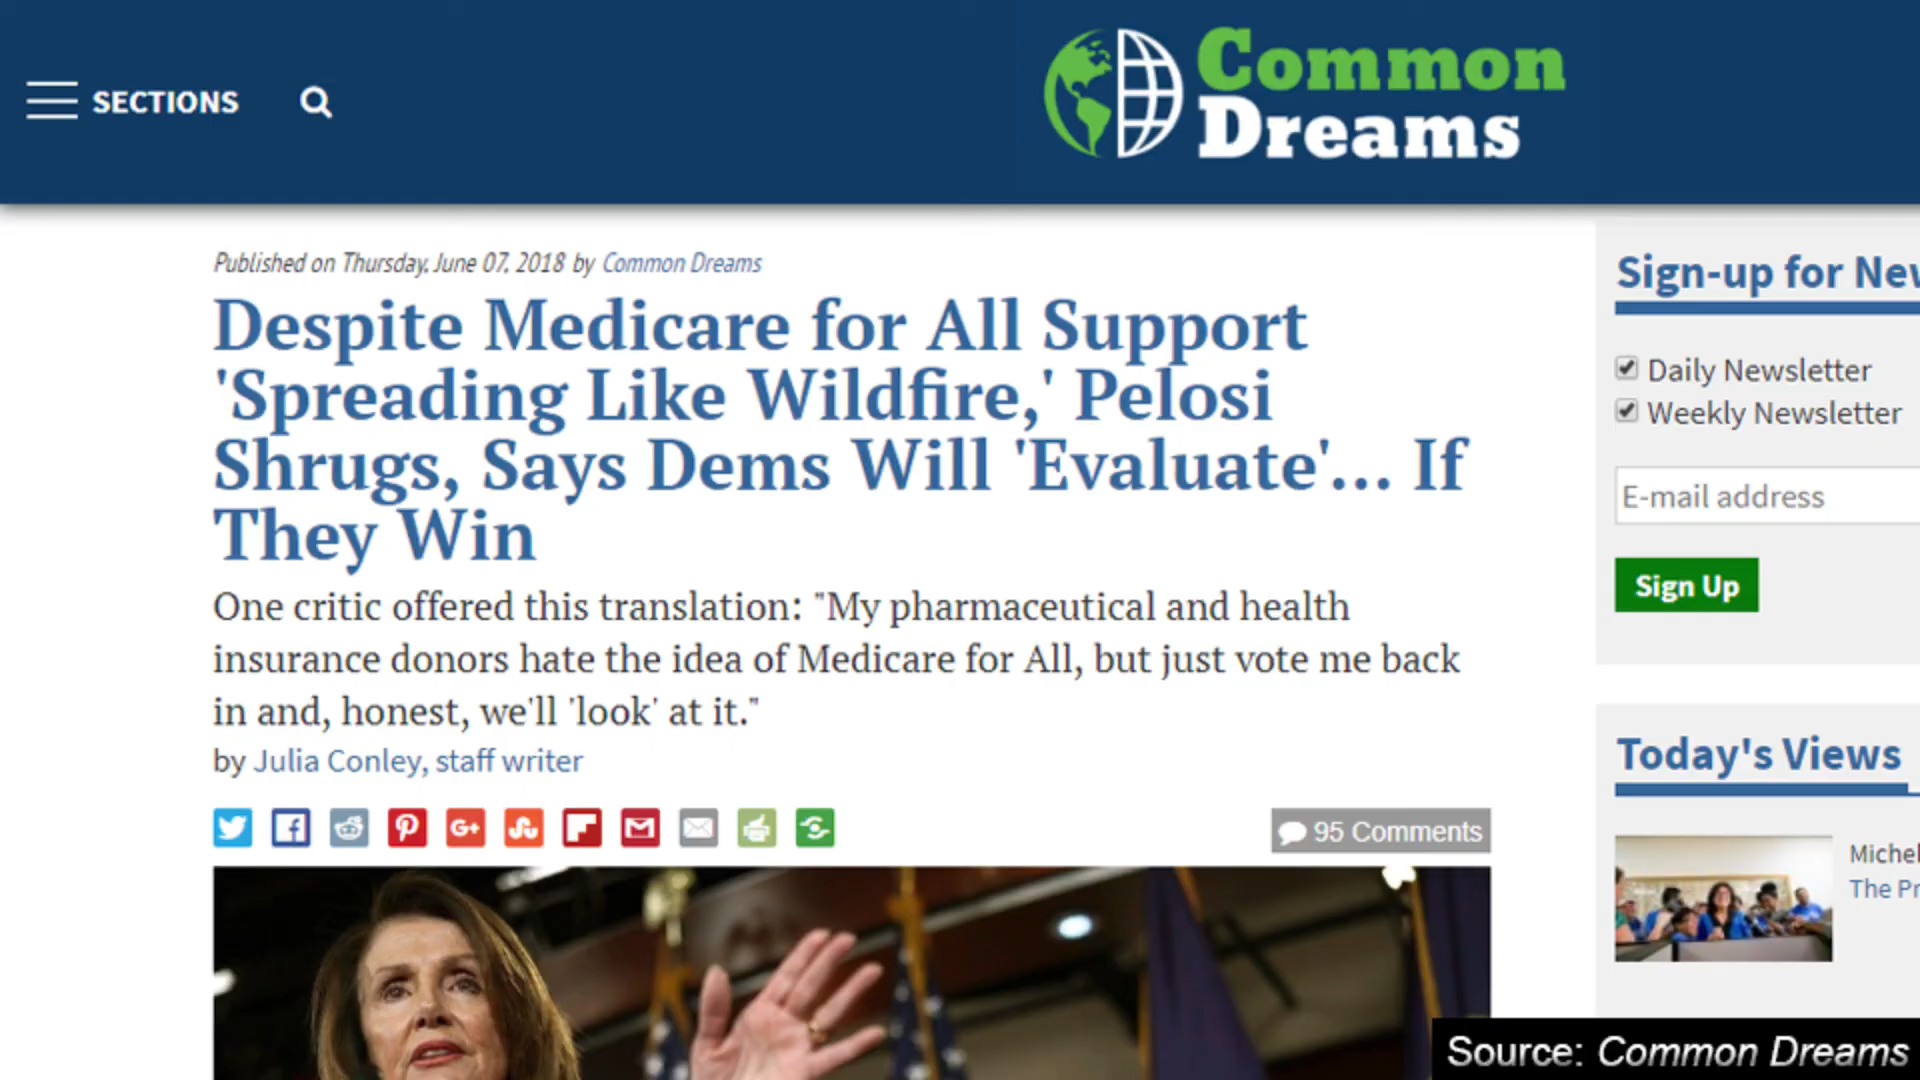 SECTIONS
Common
Dreams
Published on Thursday, June 07, 2018 by Common Dreams
Despite Medicare for All Support
'Spreading Like Wildfire,' Pelosi
Shrugs, Says Dems Will 'Evaluate'... If
They Win
One critic offered this translation: "My pharmaceutical and health
insurance donors hate the idea of Medicare for All, but just vote me back
in and, honest, we'll 'look' at it."
by Julia Conley, staff writer
G+
95 Comments
Sign-up for
Daily Newsletter
Weekly Newsletter
E-mail address
Sign Up
Today's Views
The
Source: Common Dreams